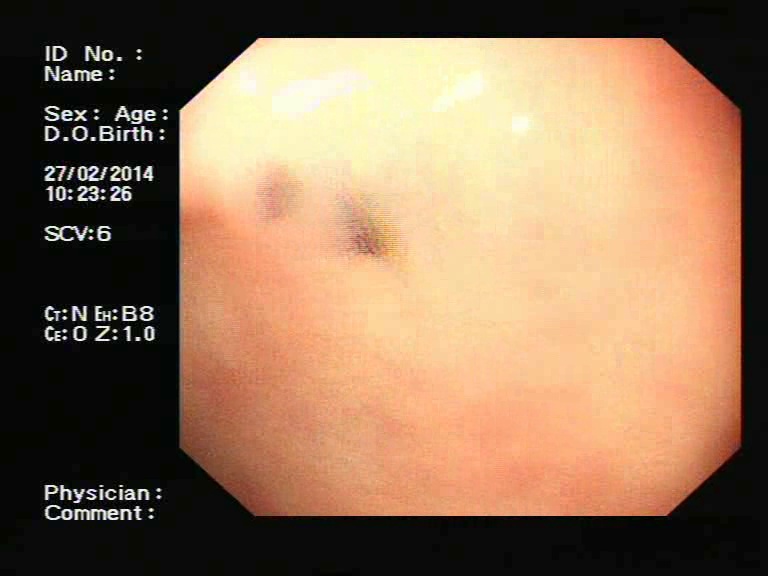 ID No. :
Name:
Sex: Age:
D.O.Birth:
27/02/2014
10:23:26
SCV:6
CT:N EH:B8
CE:0 Z:1.0
Physician:
Comment: